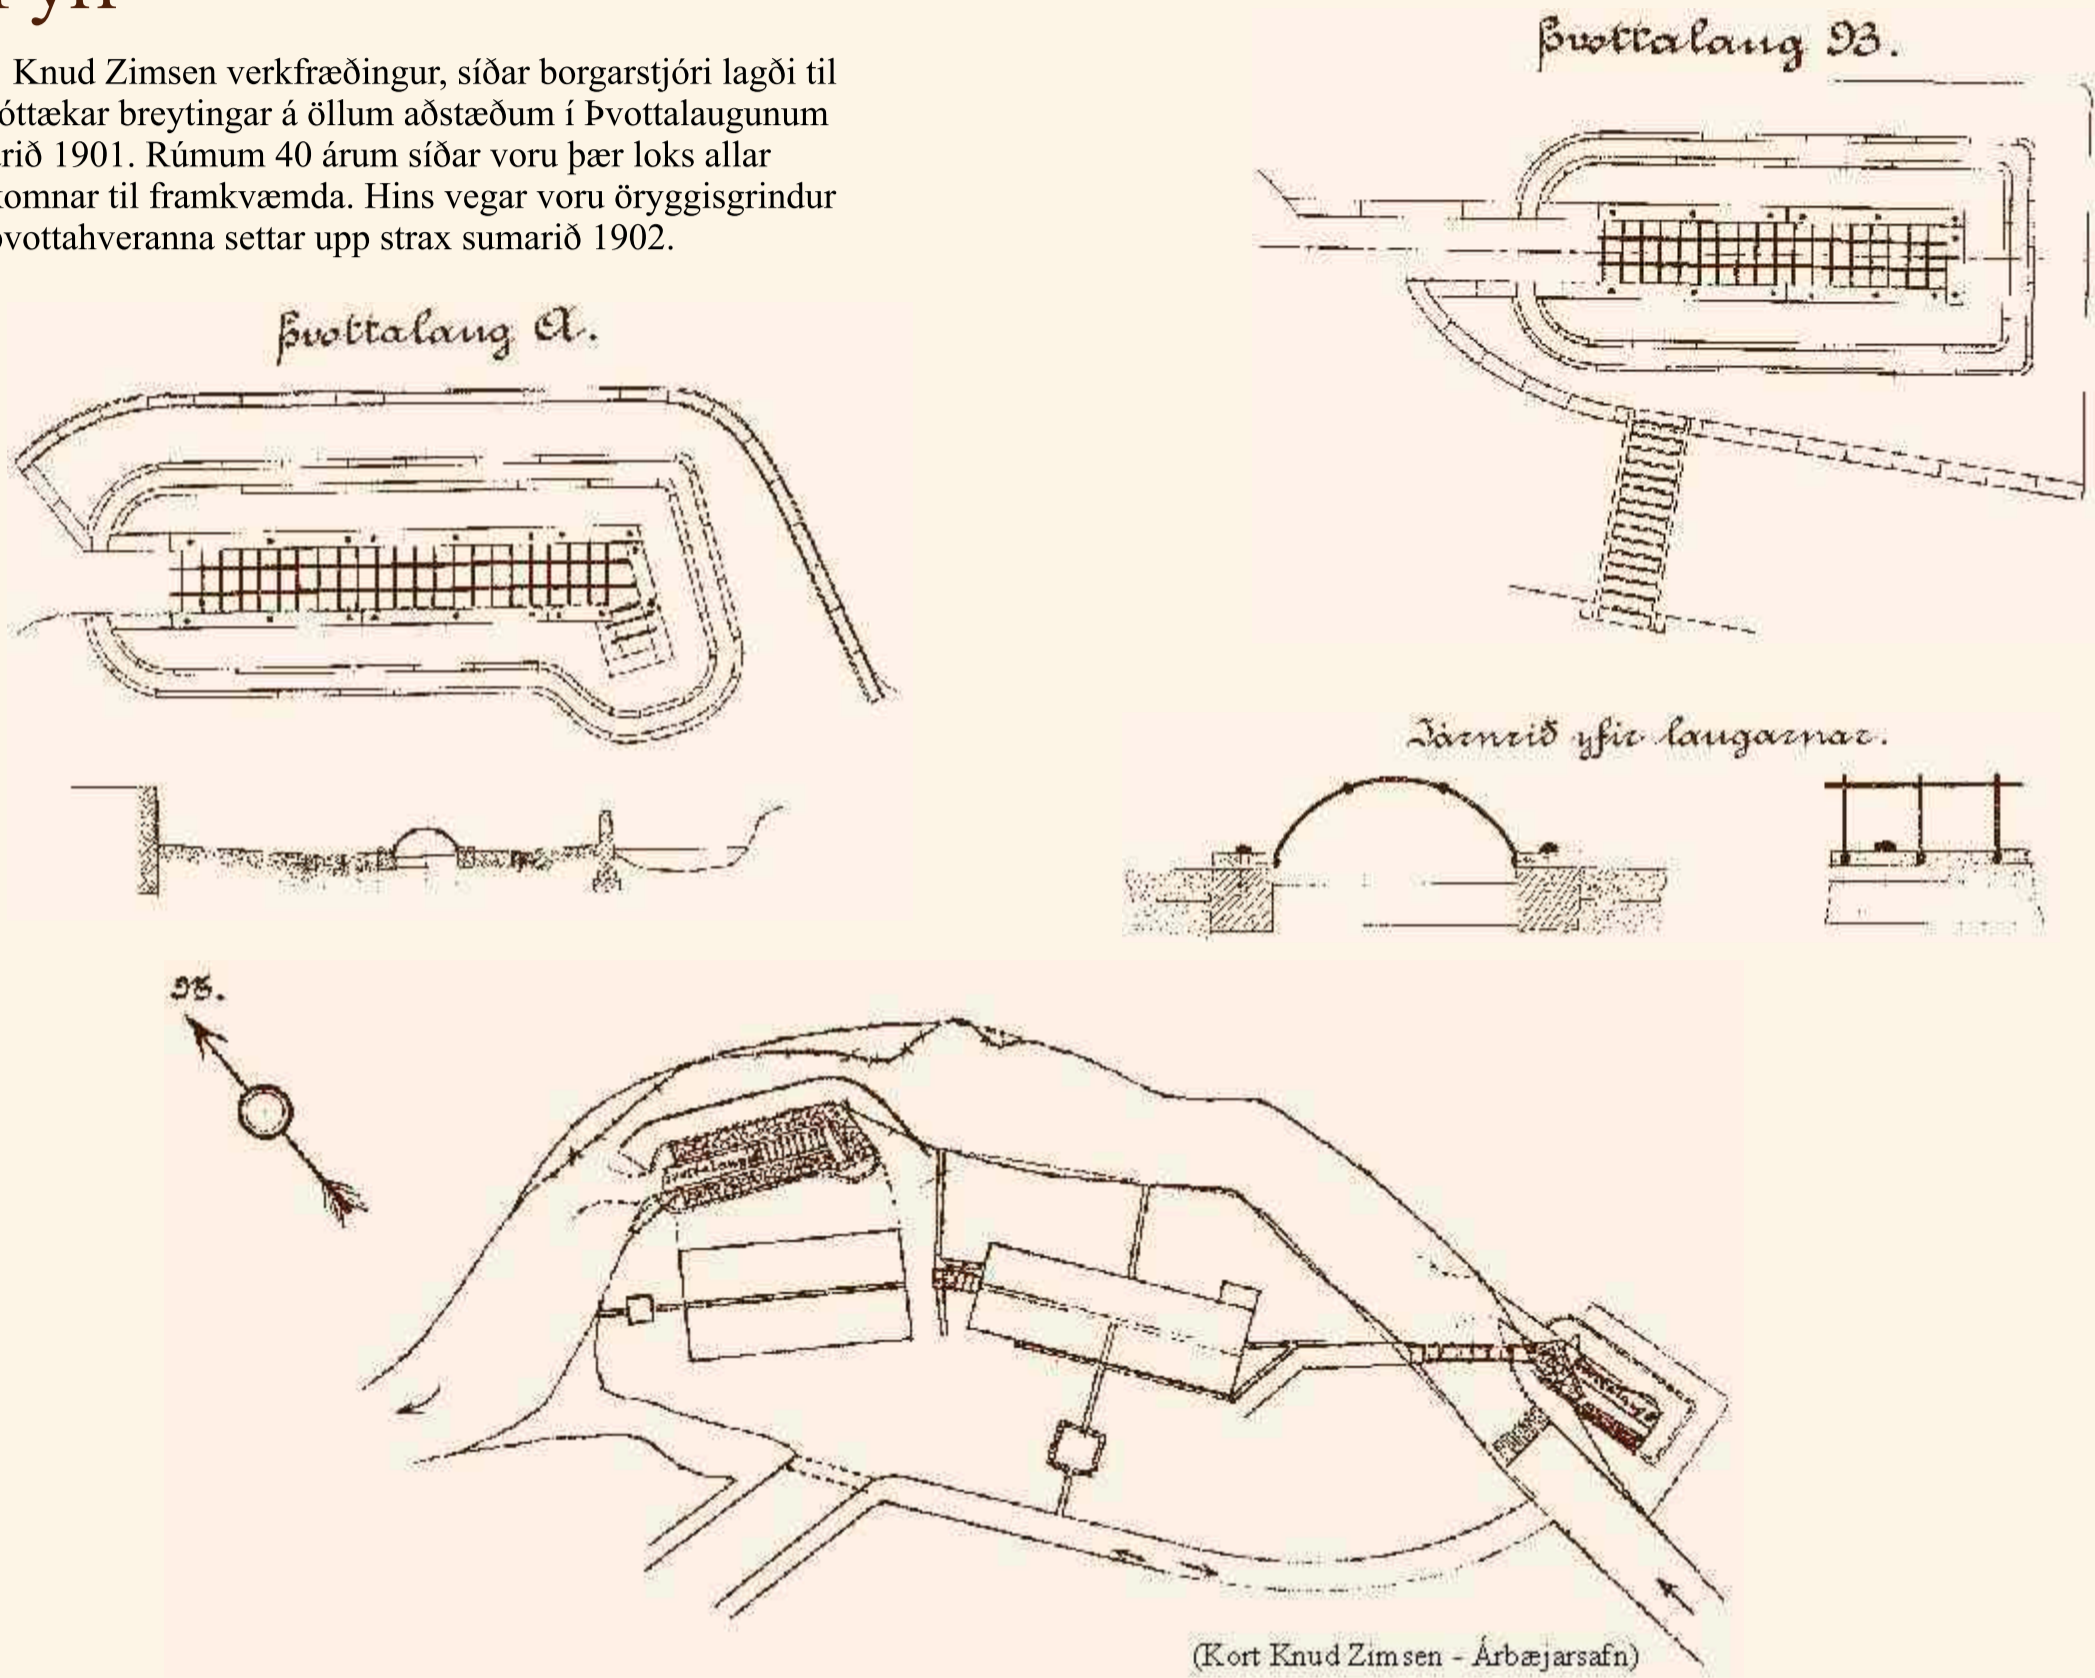 Knud Zimsen verkfræðingur, síðar borgarstjóri lagði til
óttækar breytingar á öllum aðstæðum í Þvottalaugunum
rið 1901. Rúmum 40 árum síðar voru þær loks allar
komnar til framkvæmda. Hins vegar voru öryggisgrindur
þvottahveranna settar upp strax sumarið 1902.
Þvottalaug B.
Þvottalaug A.
Járnrið yfir laugarnar.
(Kort Knud Zimsen - Árbæjarsafn)